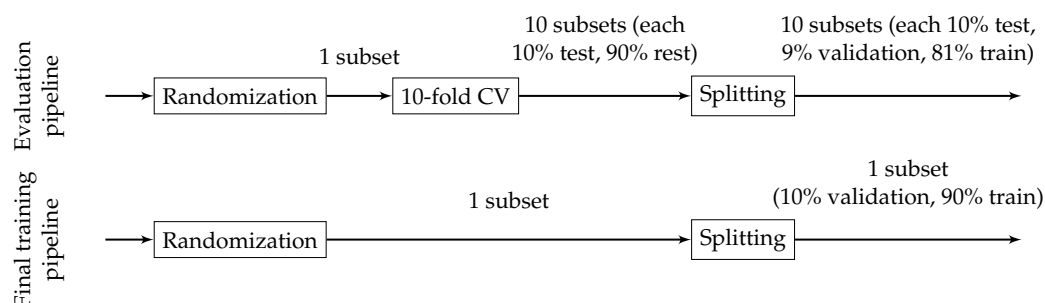 Evaluation
pipeline
Randomization
1 subset
10-fold CV
10 subsets (each
10% test, 90% rest)
Splitting
10 subsets (each 10% test,
9% validation, 81% train)
Final training
pipeline
Randomization
1 subset
Splitting
1 subset
(10% validation, 90% train)